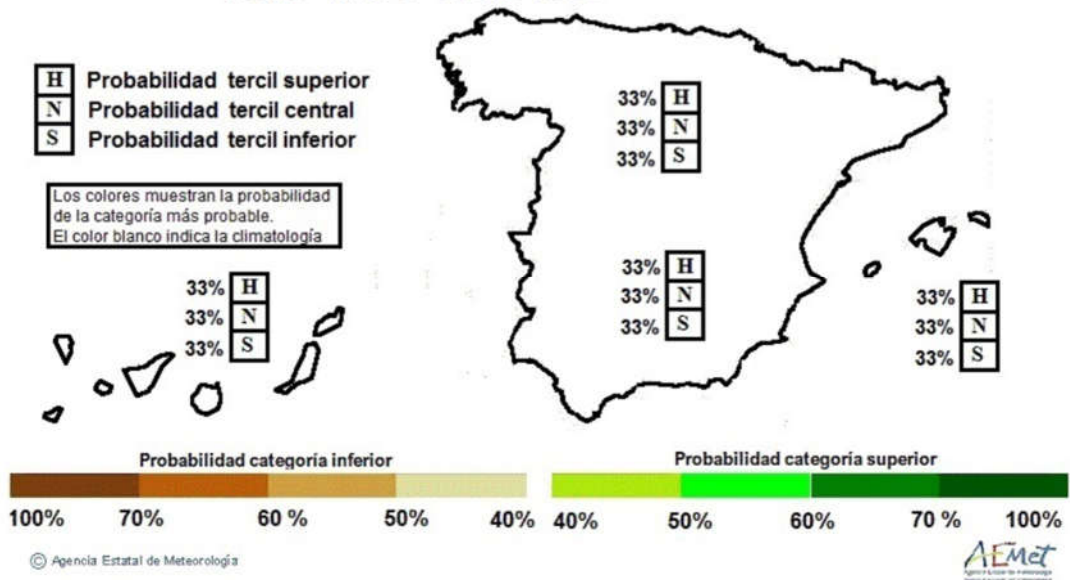 H Probabilidad tercil superior
N Probabilidad tercil central
S Probabilidad tercil inferior
Los colores muestran la probabilidad
de la categoría más probable.
El color blanco indica la climatología
33% H
33% N
33% S
33% H
33% N
33% S
33% H
33% N
33% S
33% H
33% N
33% S
Probabilidad categoría inferior
100% 70% 60 % 50% 40%
Probabilidad categoría superior
40% 50% 60% 70 % 100%
© Agencia Estatal de Meteorología
AEMet